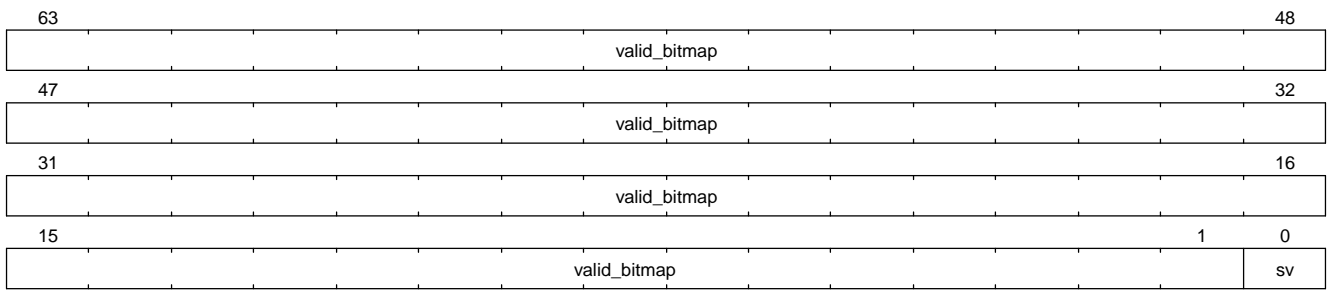 63 48
valid_bitmap
47 32
valid_bitmap
31 16
valid_bitmap
15 1 0
valid_bitmap sv